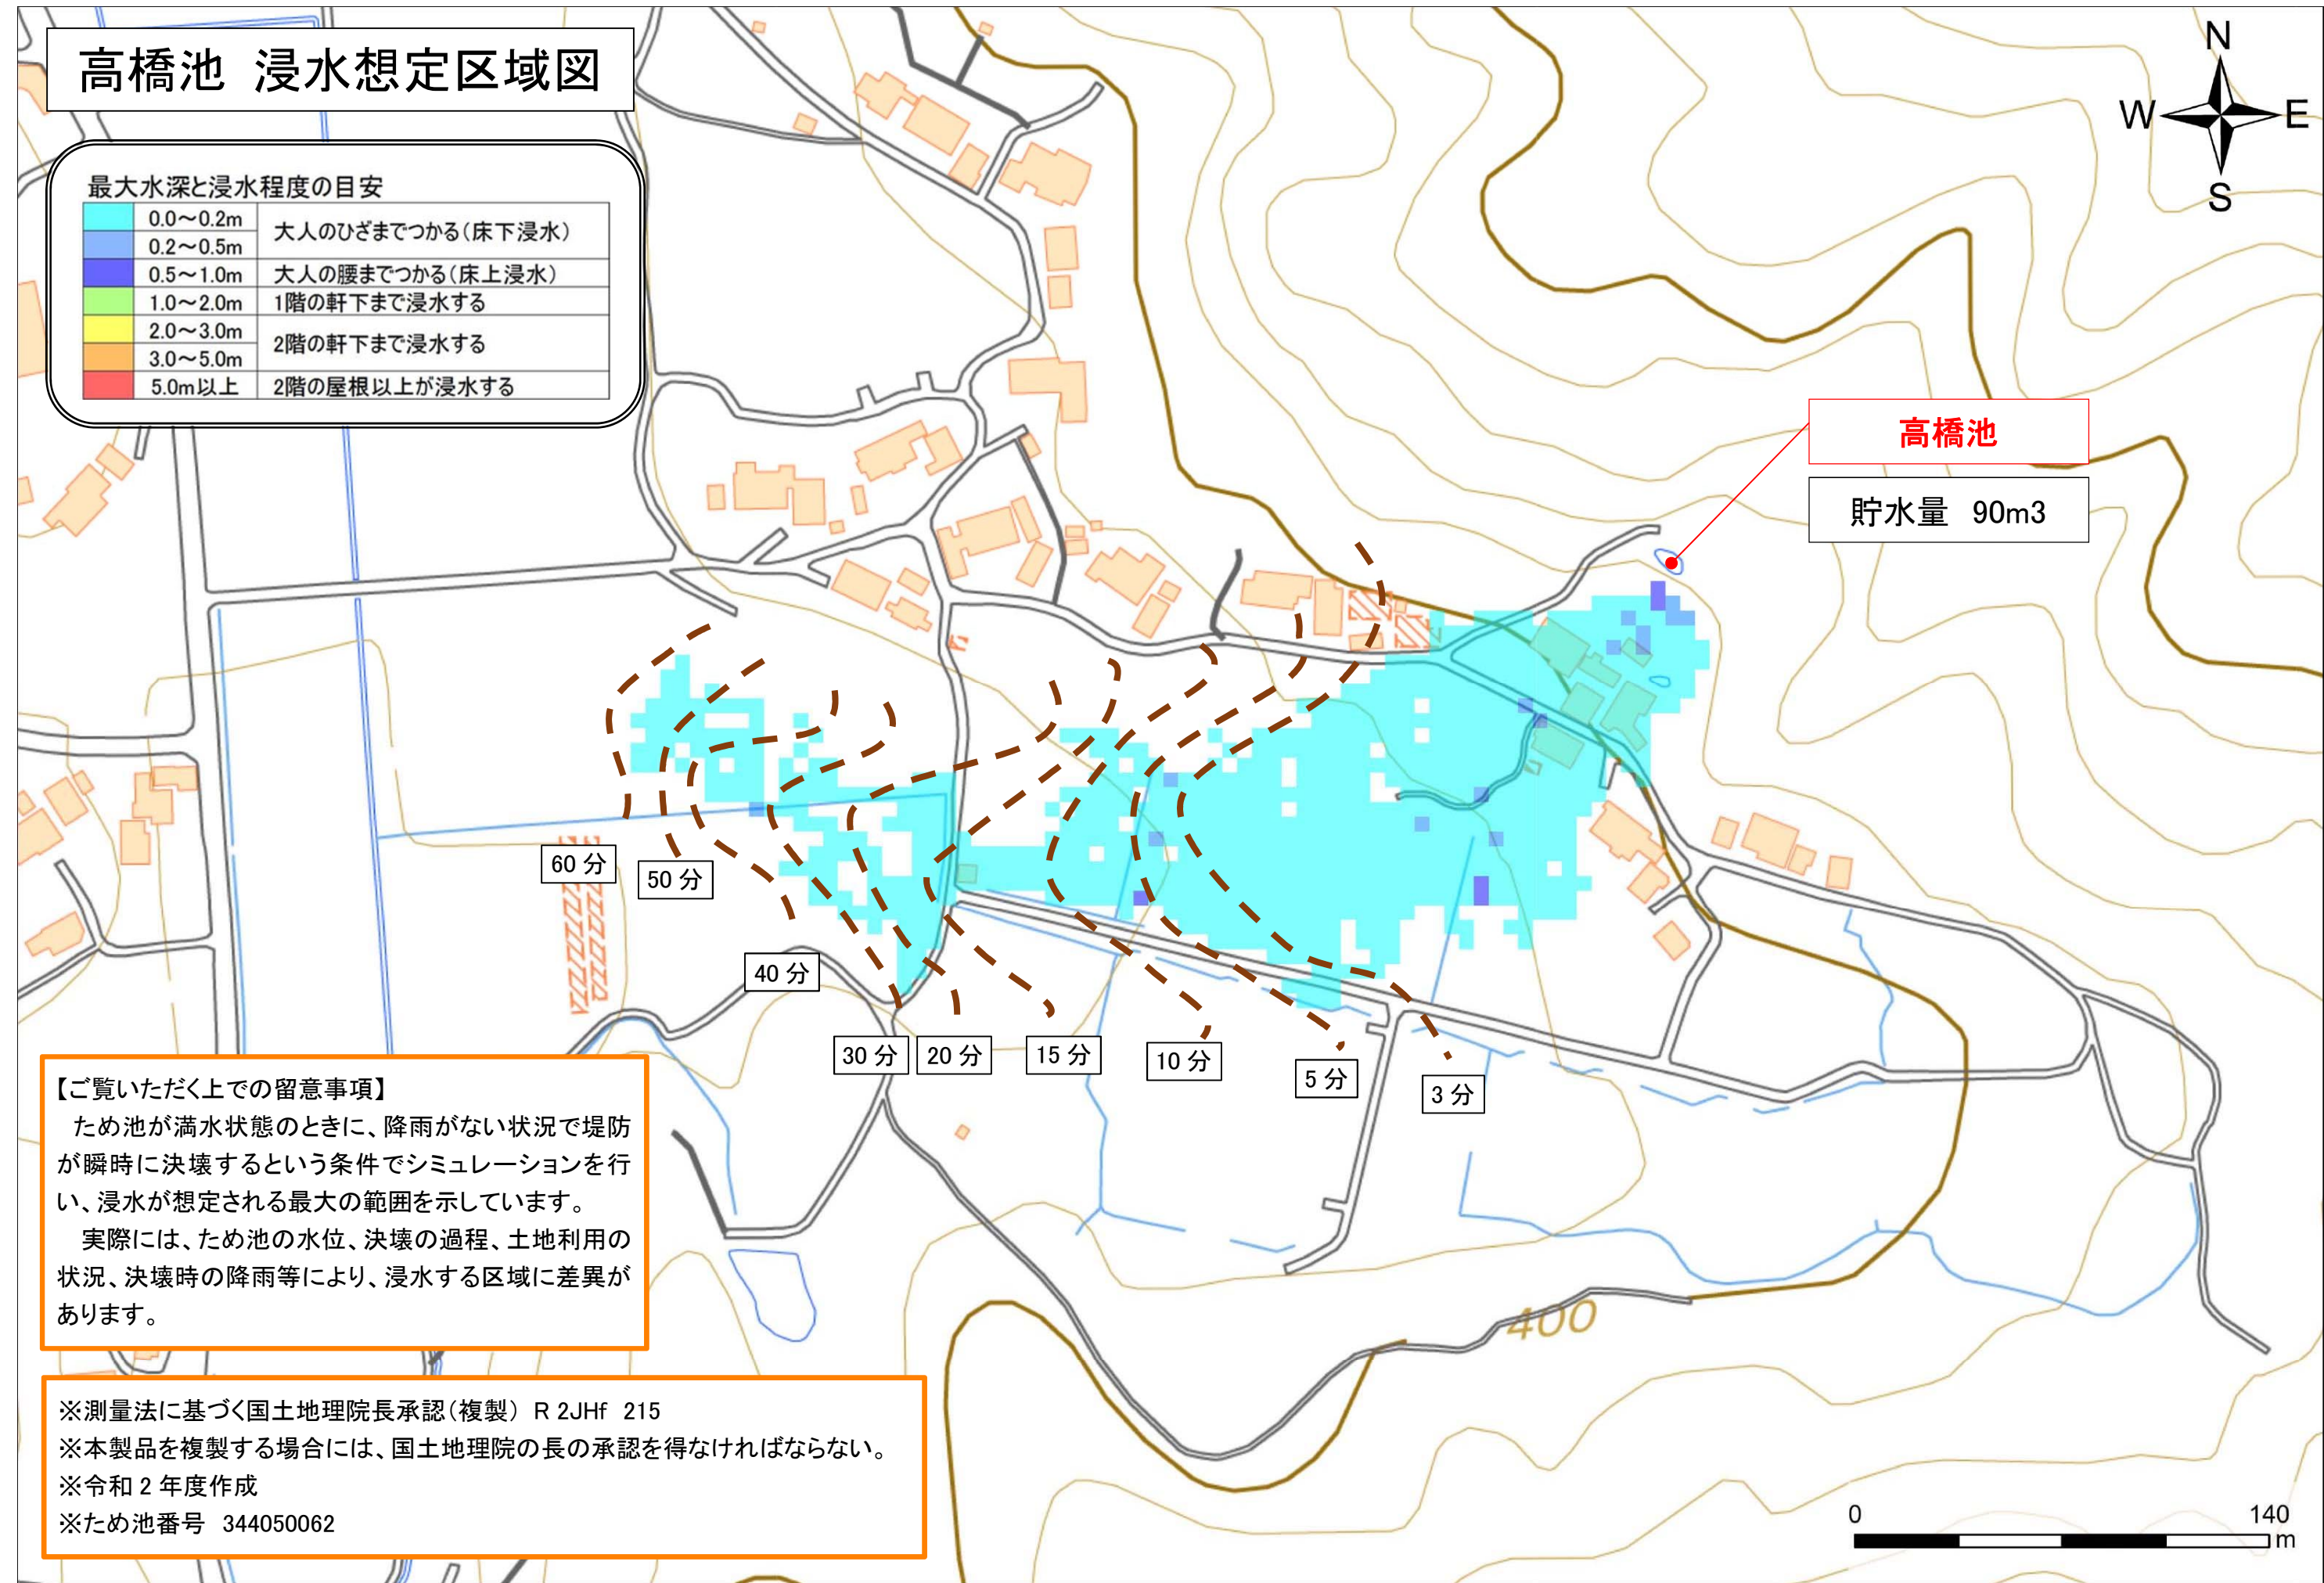 高橋池 浸水想定区域図
N
W
E
S
最大水深と浸水程度の目安
0.0～0.2m
大人のひざまでつかる(床下浸水)
0.2～0.5m
0.5～1.0m 大人の腰までつかる(床上浸水)
1.0～2.0m 1階の軒下まで浸水する
2.0～3.0m
2階の軒下まで浸水する
3.0～5.0m
5.0m以上 2階の屋根以上が浸水する
高橋池
貯水量 90m3
60 分
50 分
40 分
30 分
20 分
15 分
10 分
5 分
3 分
【ご覧いただく上での留意事項】
ため池が満水状態のときに、降雨がない状況で堤防
が瞬時に決壊するという条件でシミュレーションを行
い、浸水が想定される最大の範囲を示しています。
実際には、ため池の水位、決壊の過程、土地利用の
状況、決壊時の降雨等により、浸水する区域に差異が
あります。
400
※測量法に基づく国土地理院長承認(複製) R 2JHf 215
※本製品を複製する場合には、国土地理院の長の承認を得なければならない。
※令和 2 年度作成
※ため池番号 344050062
0
140
m